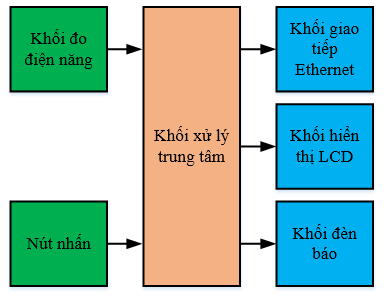 Khối đo
điện năng
Nút nhấn
Khối xử lý
trung tâm
Khối giao
tiếp
Ethernet
Khối hiển
thị LCD
Khối đèn
báo